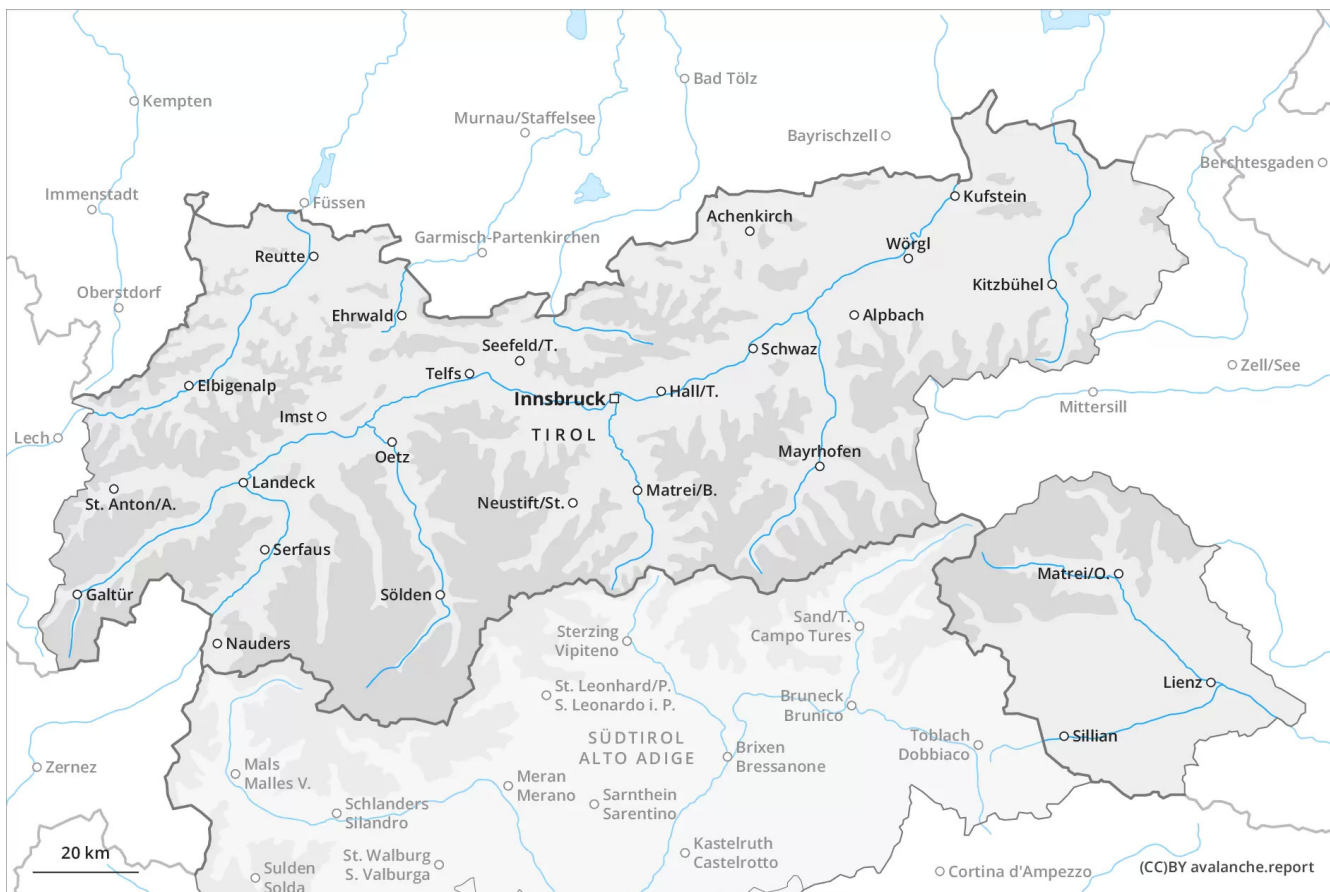 Bad Tölz
Kempten
Murnau/Staffelsee
Bayrischzell
Berchtesgaden
Immenstadt
Füssen
Kufstein
Achenkirch
Garmisch-Partenkirchen
Wörgl
Reutte
Kitzbühel
Oberstdorf
Ehrwald
Alpbach
Seefeld/T.
Schwaz
Zell/See
Telfs
Elbigenalp
Hall/T.
Innsbruck
Mittersill
Imst
TIROL
Lech
Oetz
Mayrhofen
Landeck
Matrei/B.
St. Anton/A.
Neustift/St.
Serfaus
Matrei/O.
Galtür
Sölden
Sand/T.
Campo Tures
Sterzing
Vipiteno
Nauders
Lienz
St. Leonhard/P.
S. Leonardo i. P.
Bruneck
Brunico
Sillian
SÜDTIROL
ALTO ADIGE
Toblach
Dobbiaco
Brixen
Bressanone
Zernez
Mals
Malles V.
Meran
Merano
Sarnthein
Sarentino
Schlanders
Silandro
Kastelruth
Castelrotto
20 km
St. Walburg
S. Valburga
Sulden
Solda
Cortina d'Ampezzo
(CC)BY avalanche.report